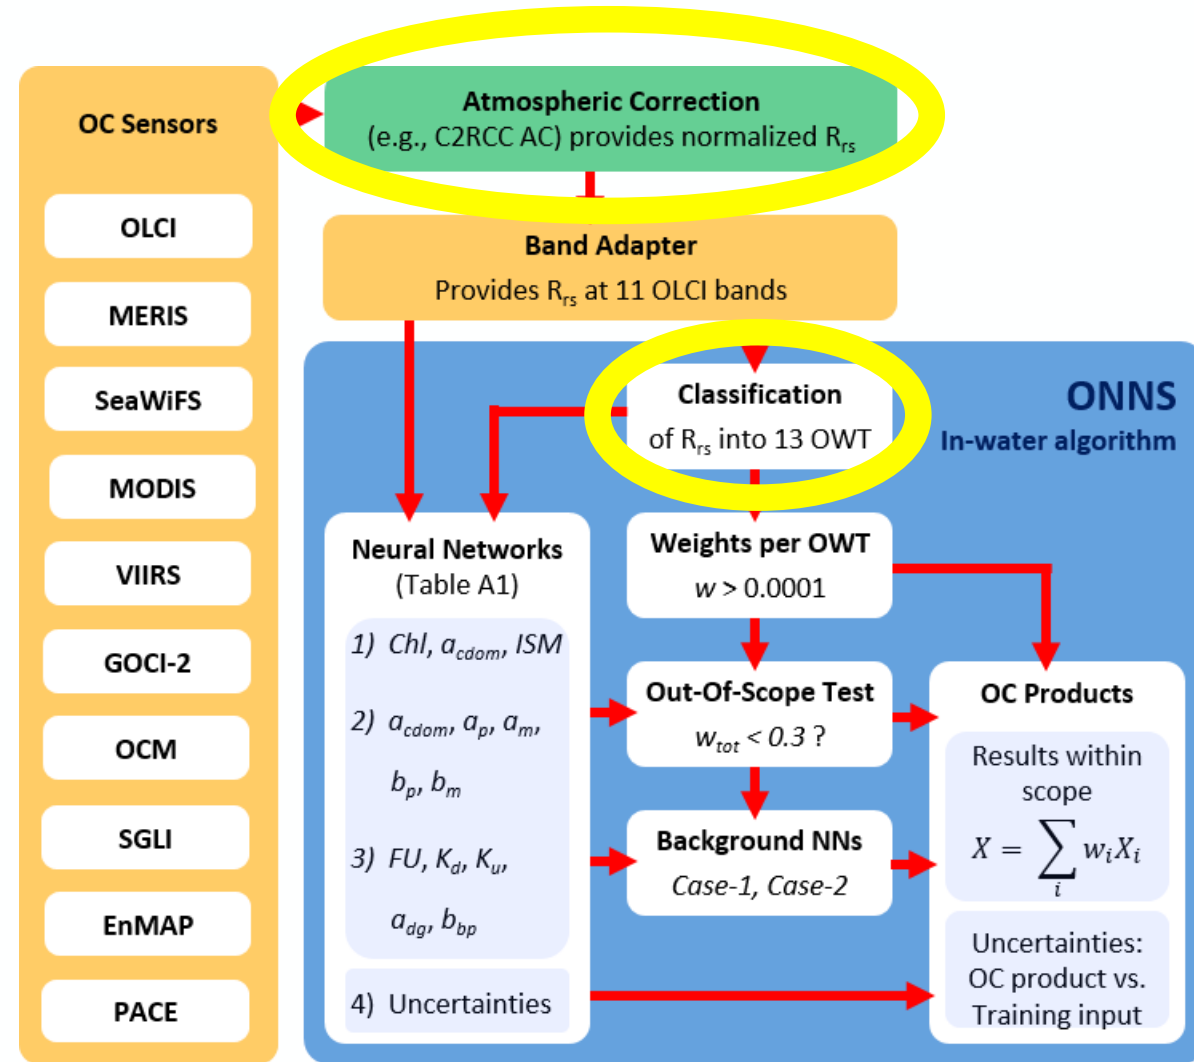 OC Sensors
OLCI
MERIS
SeaWiFS
MODIS
VIIRS
GOCI-2
OCM
SGLI
EnMAP
PACE
Atmospheric Correction
(e.g., C2RCC AC) provides normalized Rrs
Band Adapter
Provides Rrs at 11 OLCI bands
ONNS
In-water algorithm
Classification
of Rrs into 13 OWT
Neural Networks
(Table A1)
1) Chl, acdom, ISM
2) acdom, ap, am,
bp, bm
3) FU, Kd, Ku,
adg, bbp
4) Uncertainties
Weights per OWT
w > 0.0001
Out-Of-Scope Test
wtot < 0.3 ?
Background NNs
Case-1, Case-2
OC Products
Results within
scope
X = ∑i wiXi
Uncertainties:
OC product vs.
Training input